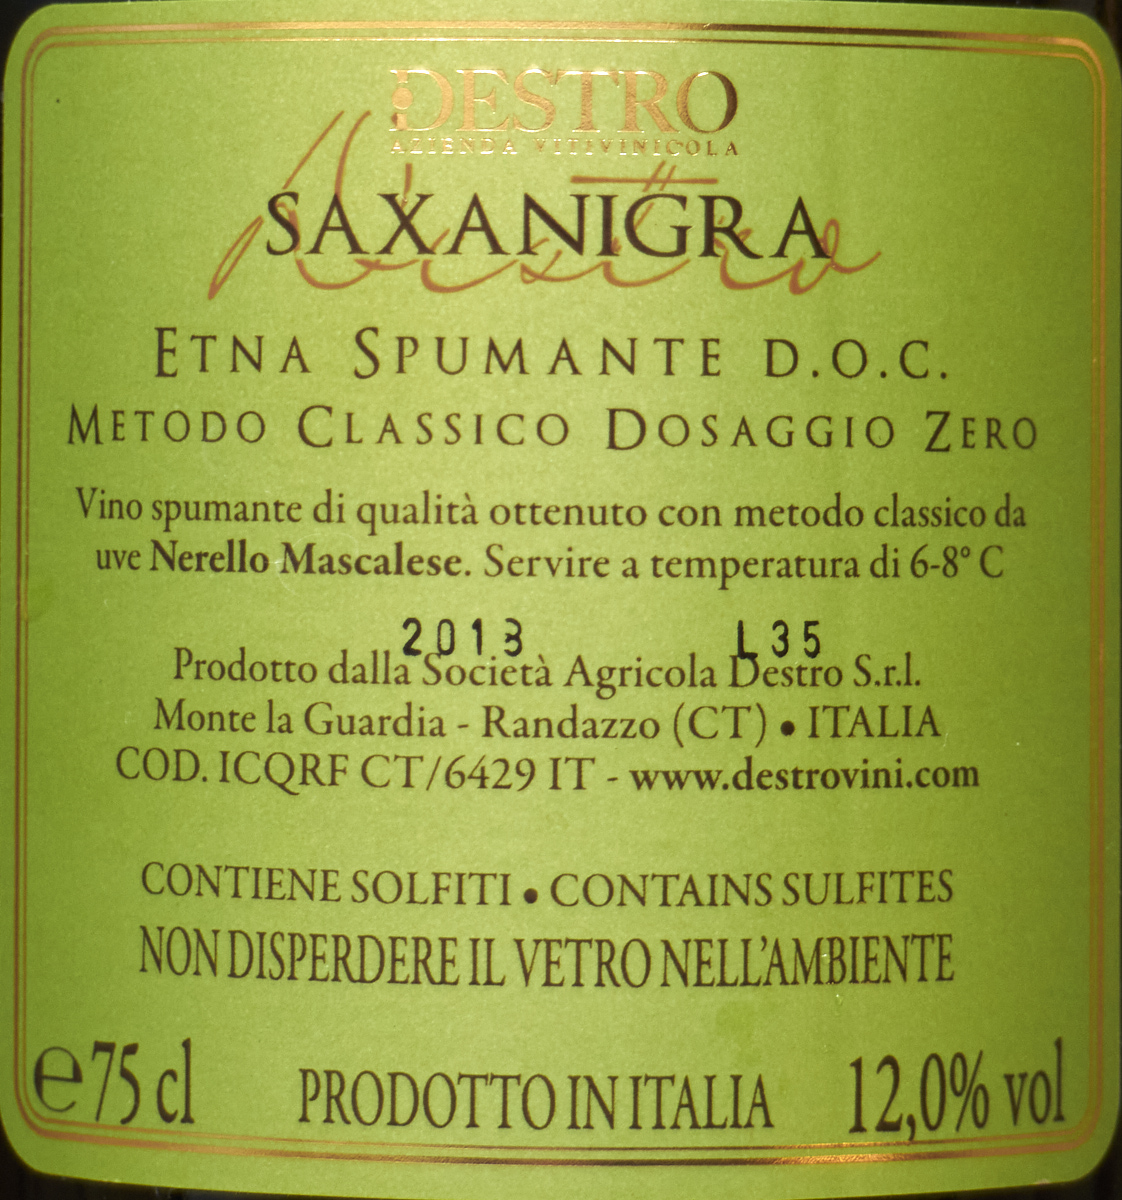 DESTRO
AZIENDA VITIVINICOLA
SAXANIGRA
ETNA SPUMANTE D.O.C.
METODO CLASSICO DOSAGGIO ZERO
Vino spumante di qualità ottenuto con metodo classico da
uve Nerello Mascalese. Servire a temperatura di 6-8° C
2013 L35
Prodotto dalla Società Agricola Destro S.r.l.
Monte la Guardia - Randazzo (CT) • ITALIA
COD. ICQRF CT/6429 IT - www.destrovini.com
CONTIENE SOLFITI • CONTAINS SULFITES
NON DISPERDERE IL VETRO NELL'AMBIENTE
℮ 75 cl PRODOTTO IN ITALIA 12,0% vol